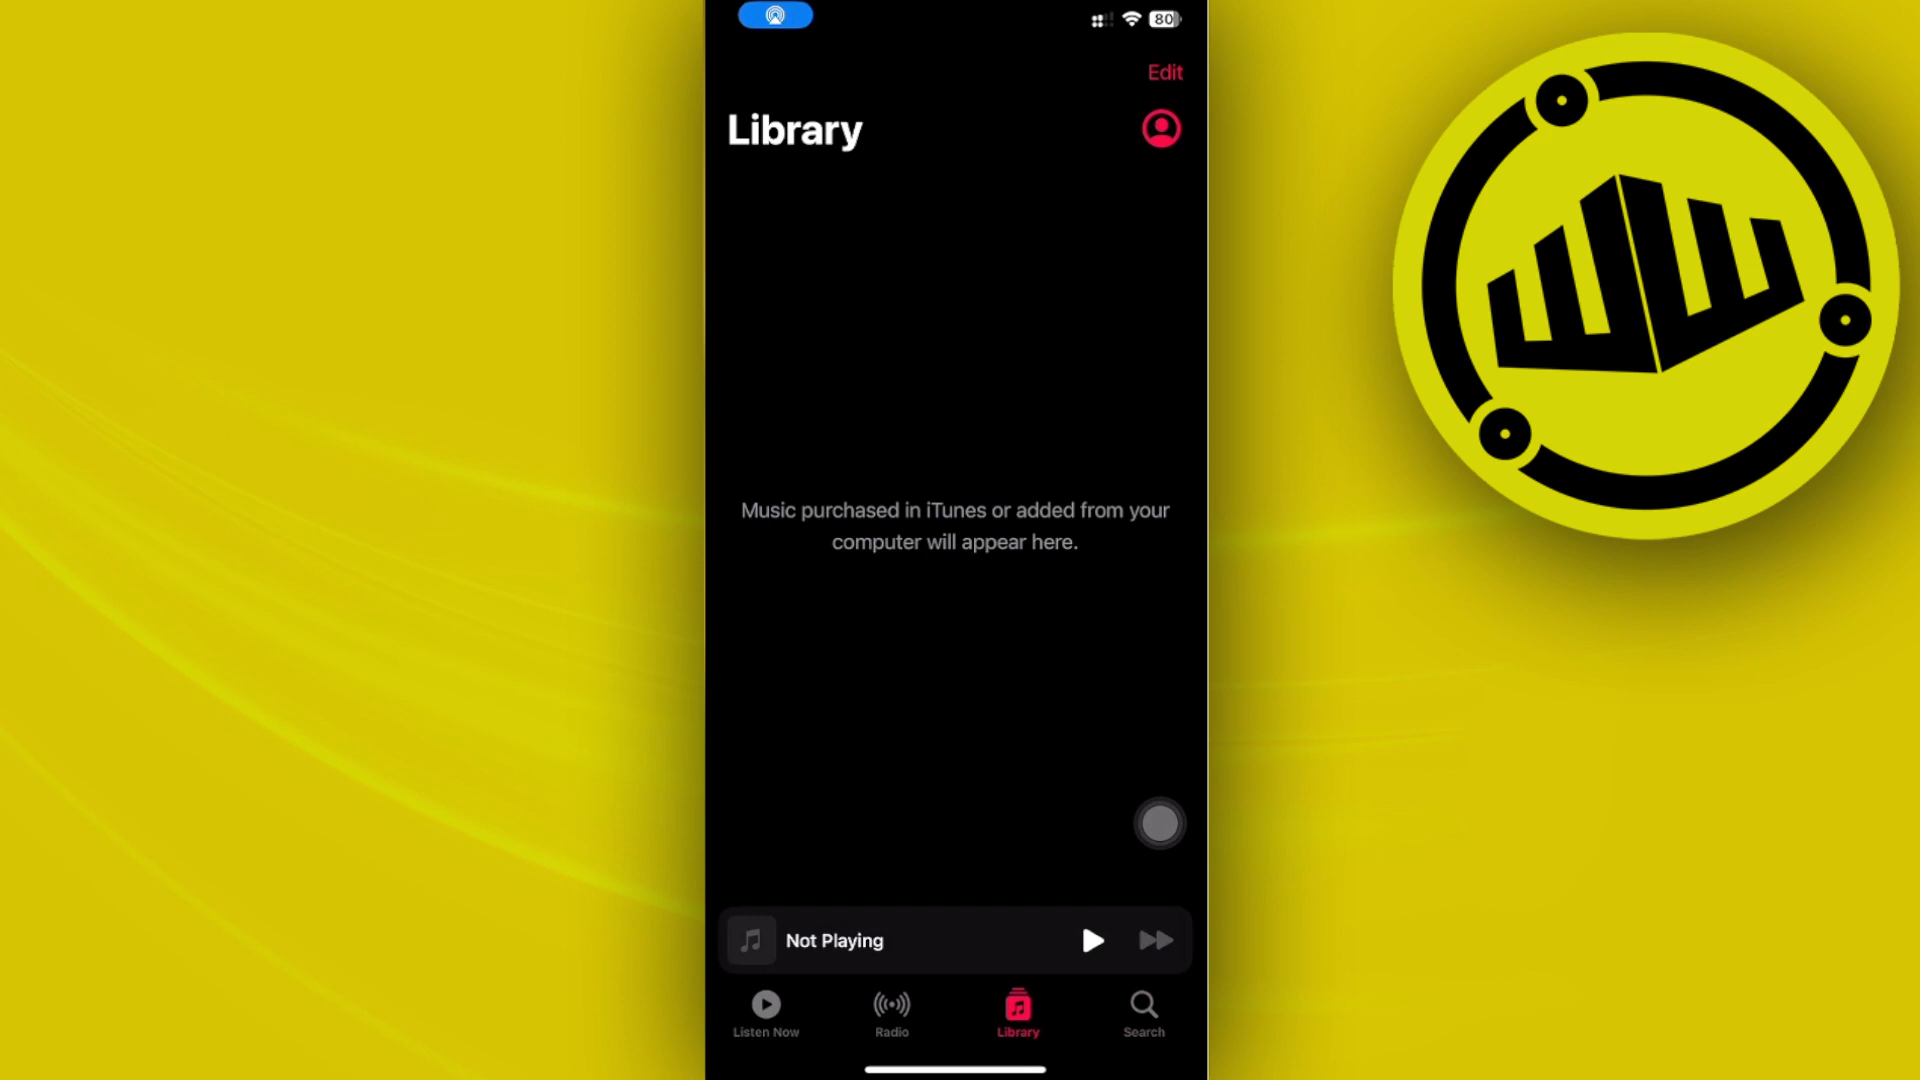 80
Edit
Library
Music purchased in iTunes or added from your
computer will appear here.
Not Playing
Listen Now
Radio
Library
Search